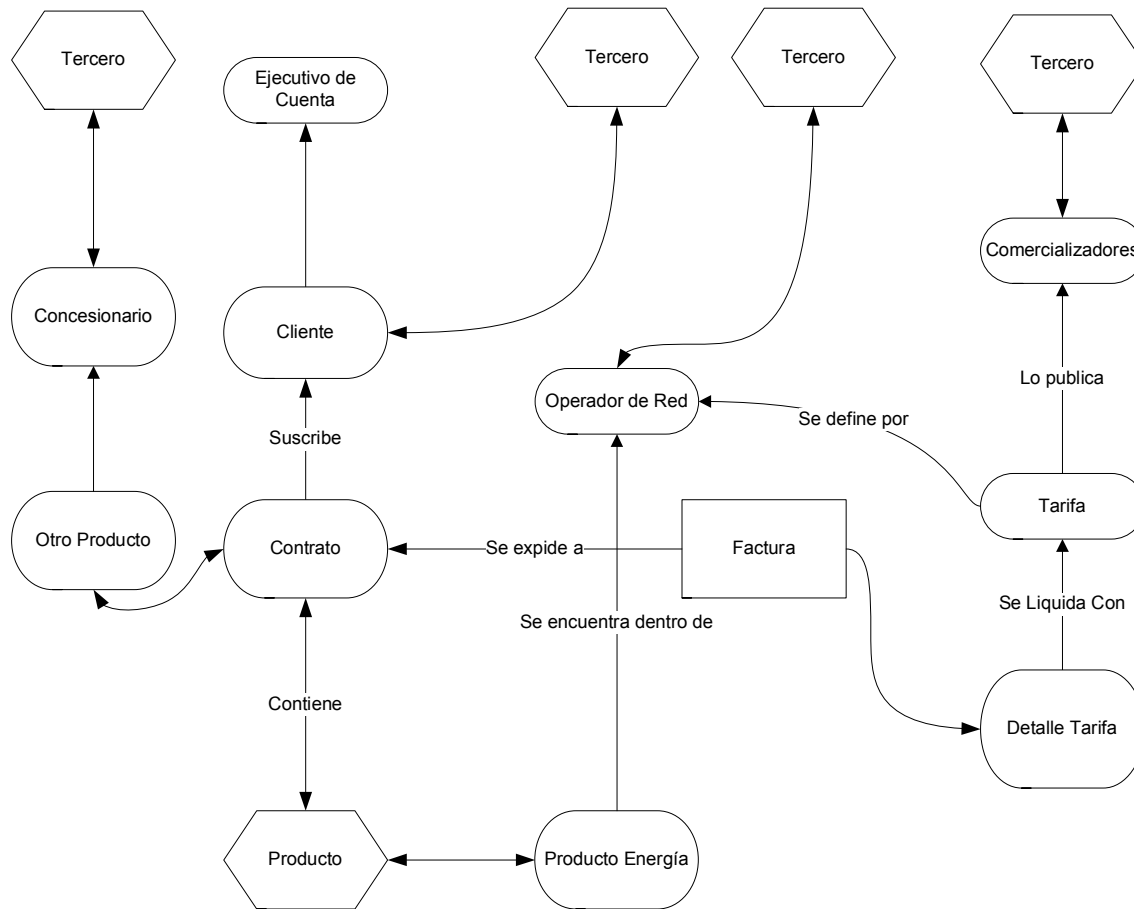 Tercero
Ejecutivo de
Cuenta
Tercero
Tercero
Tercero
Comercializadores
Concesionario
Cliente
Lo publica
Operador de Red
Se define por
Suscribe
Tarifa
Otro Producto
Contrato
Se expide a
Factura
Se Liquida Con
Se encuentra dentro de
Contiene
Detalle Tarifa
Producto
Producto Energía